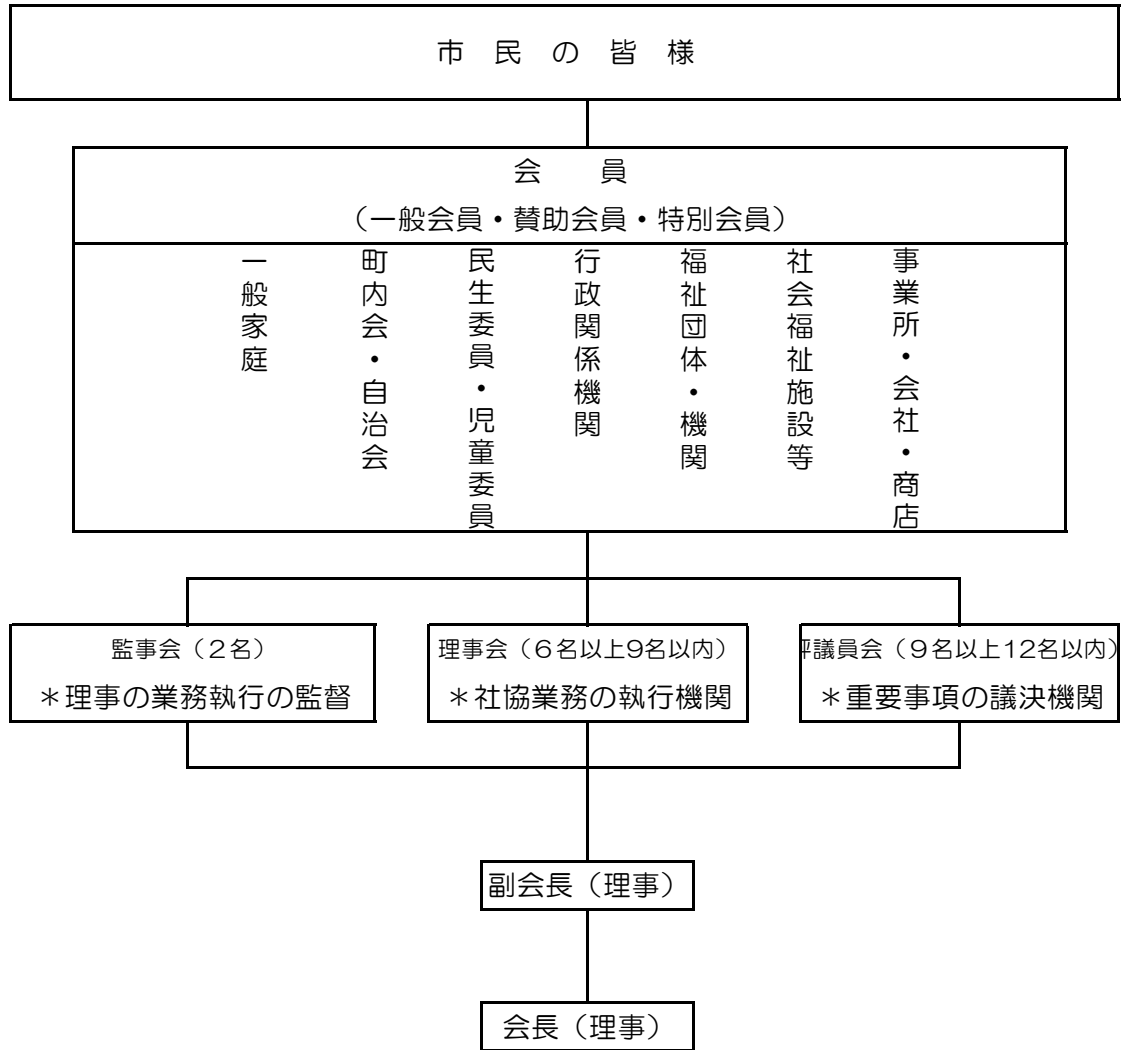 市 民 の 皆 様
会 員
（一般会員・賛助会員・特別会員）
一般家庭
町内会・自治会
民生委員・児童委員
行政関係機関
福祉団体・機関
社会福祉施設等
事業所・会社・商店
監事会（２名）
＊理事の業務執行の監督
理事会（６名以上９名以内）
＊社協業務の執行機関
評議員会（９名以上12名以内）
＊重要事項の議決機関
副会長（理事）
会長（理事）